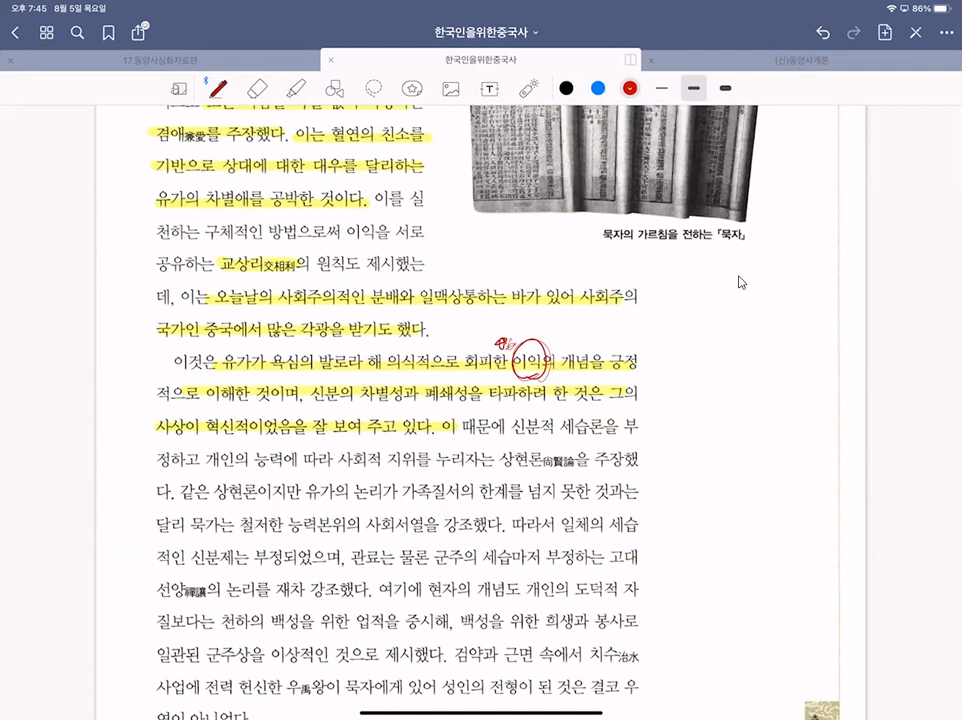 오후 7:45 8월 5일 목요일
86%
한국인을위한중국사
17.동양사심화자료편
한국인을위한중국사
(신)동양사개론
겸애兼愛를 주장했다. 이는 혈연의 친소를
기반으로 상대에 대한 대우를 달리하는
유가의 차별애를 공박한 것이다. 이를 실
천하는 구체적인 방법으로써 이익을 서로
공유하는 교상리交相利의 원칙도 제시했는
데, 이는 오늘날의 사회주의적인 분배와 일맥상통하는 바가 있어 사회주의
국가인 중국에서 많은 각광을 받기도 했다.
묵자의 가르침을 전하는 『묵자』
이것은 유가가 욕심의 발로라 해 의식적으로 회피한 이익의 개념을 긍정
적으로 이해한 것이며, 신분의 차별성과 폐쇄성을 타파하려 한 것은 그의
사상이 혁신적이었음을 잘 보여 주고 있다. 이 때문에 신분적 세습론을 부
정하고 개인의 능력에 따라 사회적 지위를 누리자는 상현론尙賢論을 주장했
다. 같은 상현론이지만 유가의 논리가 가족질서의 한계를 넘지 못한 것과는
달리 묵가는 철저한 능력본위의 사회서열을 강조했다. 따라서 일체의 세습
적인 신분제는 부정되었으며, 관료는 물론 군주의 세습마저 부정하는 고대
선양禪讓의 논리를 재차 강조했다. 여기에 현자의 개념도 개인의 도덕적 자
질보다는 천하의 백성을 위한 업적을 중시해, 백성을 위한 희생과 봉사로
일관된 군주상을 이상적인 것으로 제시했다. 검약과 근면 속에서 치수治水
사업에 전력 헌신한 우禹왕이 묵자에게 있어 성인의 전형이 된 것은 결코 우
연이 아니었다.